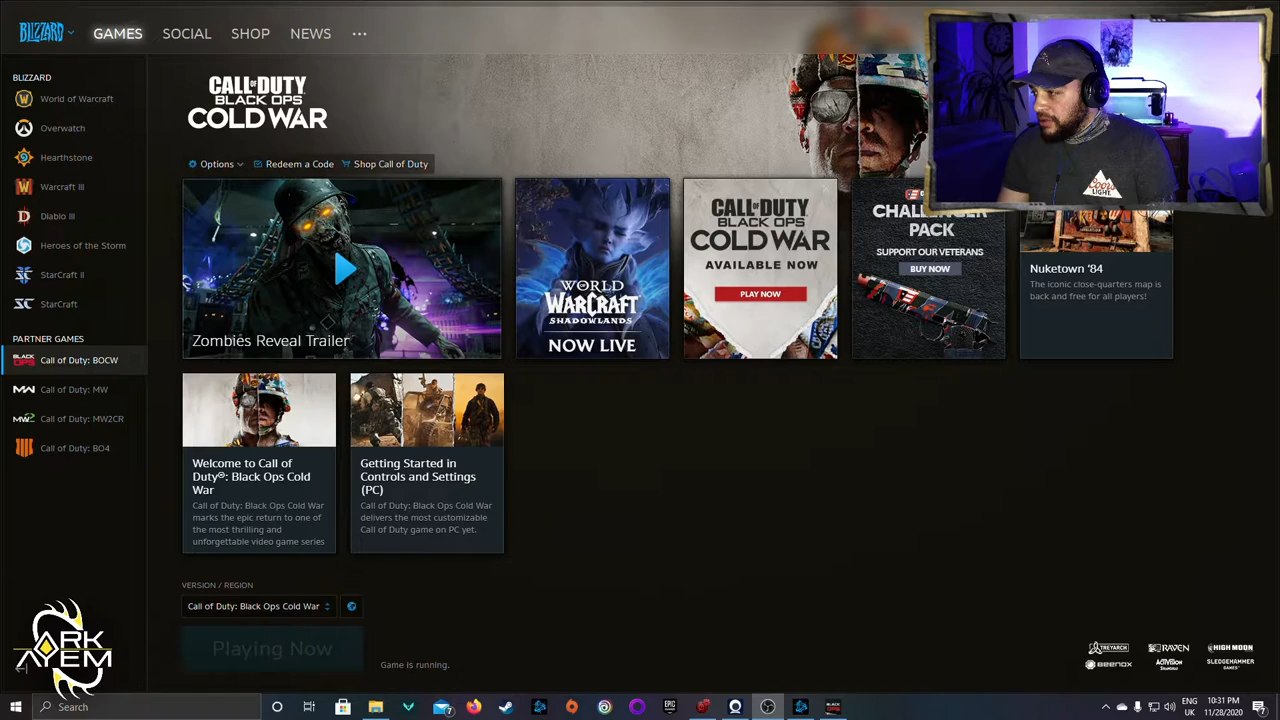 BLIZZARD
GAMES
SOCIAL
SHOP
NEWS
BLIZZARD
World of Warcraft
Overwatch
Hearthstone
Warcraft III
Diablo III
Heroes of the Storm
StarCraft II
StarCraft
PARTNER GAMES
Call of Duty: BOCW
Call of Duty: MW
Call of Duty: MW2CR
Call of Duty: BO4
CALL OF DUTY
BLACK OPS
COLD WAR
Options
Redeem a Code
Shop Call of Duty
Zombies Reveal Trailer
WORLD
OF
WARCRAFT
SHADOWLANDS
NOW LIVE
CALL OF DUTY
BLACK OPS
COLD WAR
AVAILABLE NOW
PLAY NOW
CHALLENGER
PACK
SUPPORT OUR VETERANS
BUY NOW
Nuketown '84
The iconic close-quarters map is
back and free for all players!
Coors
LIGHT
Welcome to Call of
Duty®: Black Ops Cold
War
Call of Duty: Black Ops Cold War
marks the epic return to one of
the most thrilling and
unforgettable video game series
Getting Started in
Controls and Settings
(PC)
Call of Duty: Black Ops Cold War
delivers the most customizable
Call of Duty game on PC yet.
VERSION / REGION
Call of Duty: Black Ops Cold War
Playing Now
Game is running.
ARK
AYEM
TREYARCH
RAVEN
HIGH MOON
BEENOX
ACTIVISION
SLEDGEHAMMER
GAMES
Search
ENG
UK
10:31 PM
11/28/2020